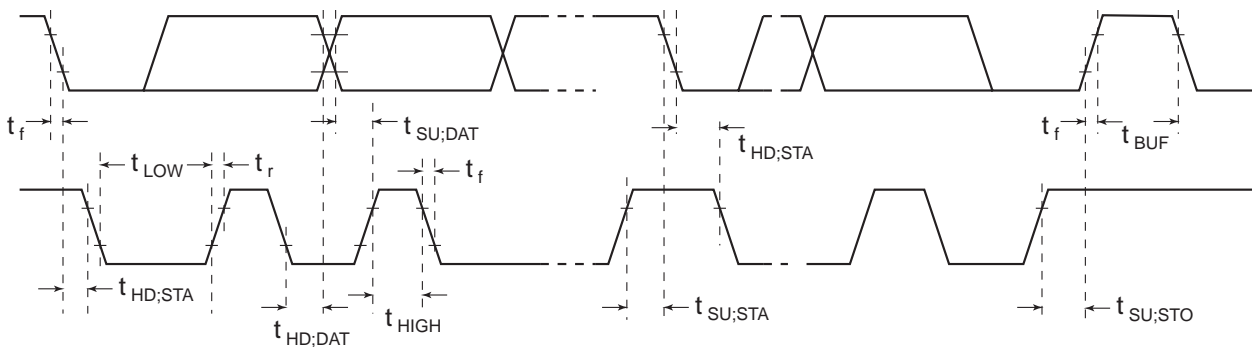 t f
t SU;DAT
t HD;STA
t f
t BUF
t LOW
t r
t f
t HD;STA
t HD;DAT
t HIGH
t SU;STA
t SU;STO